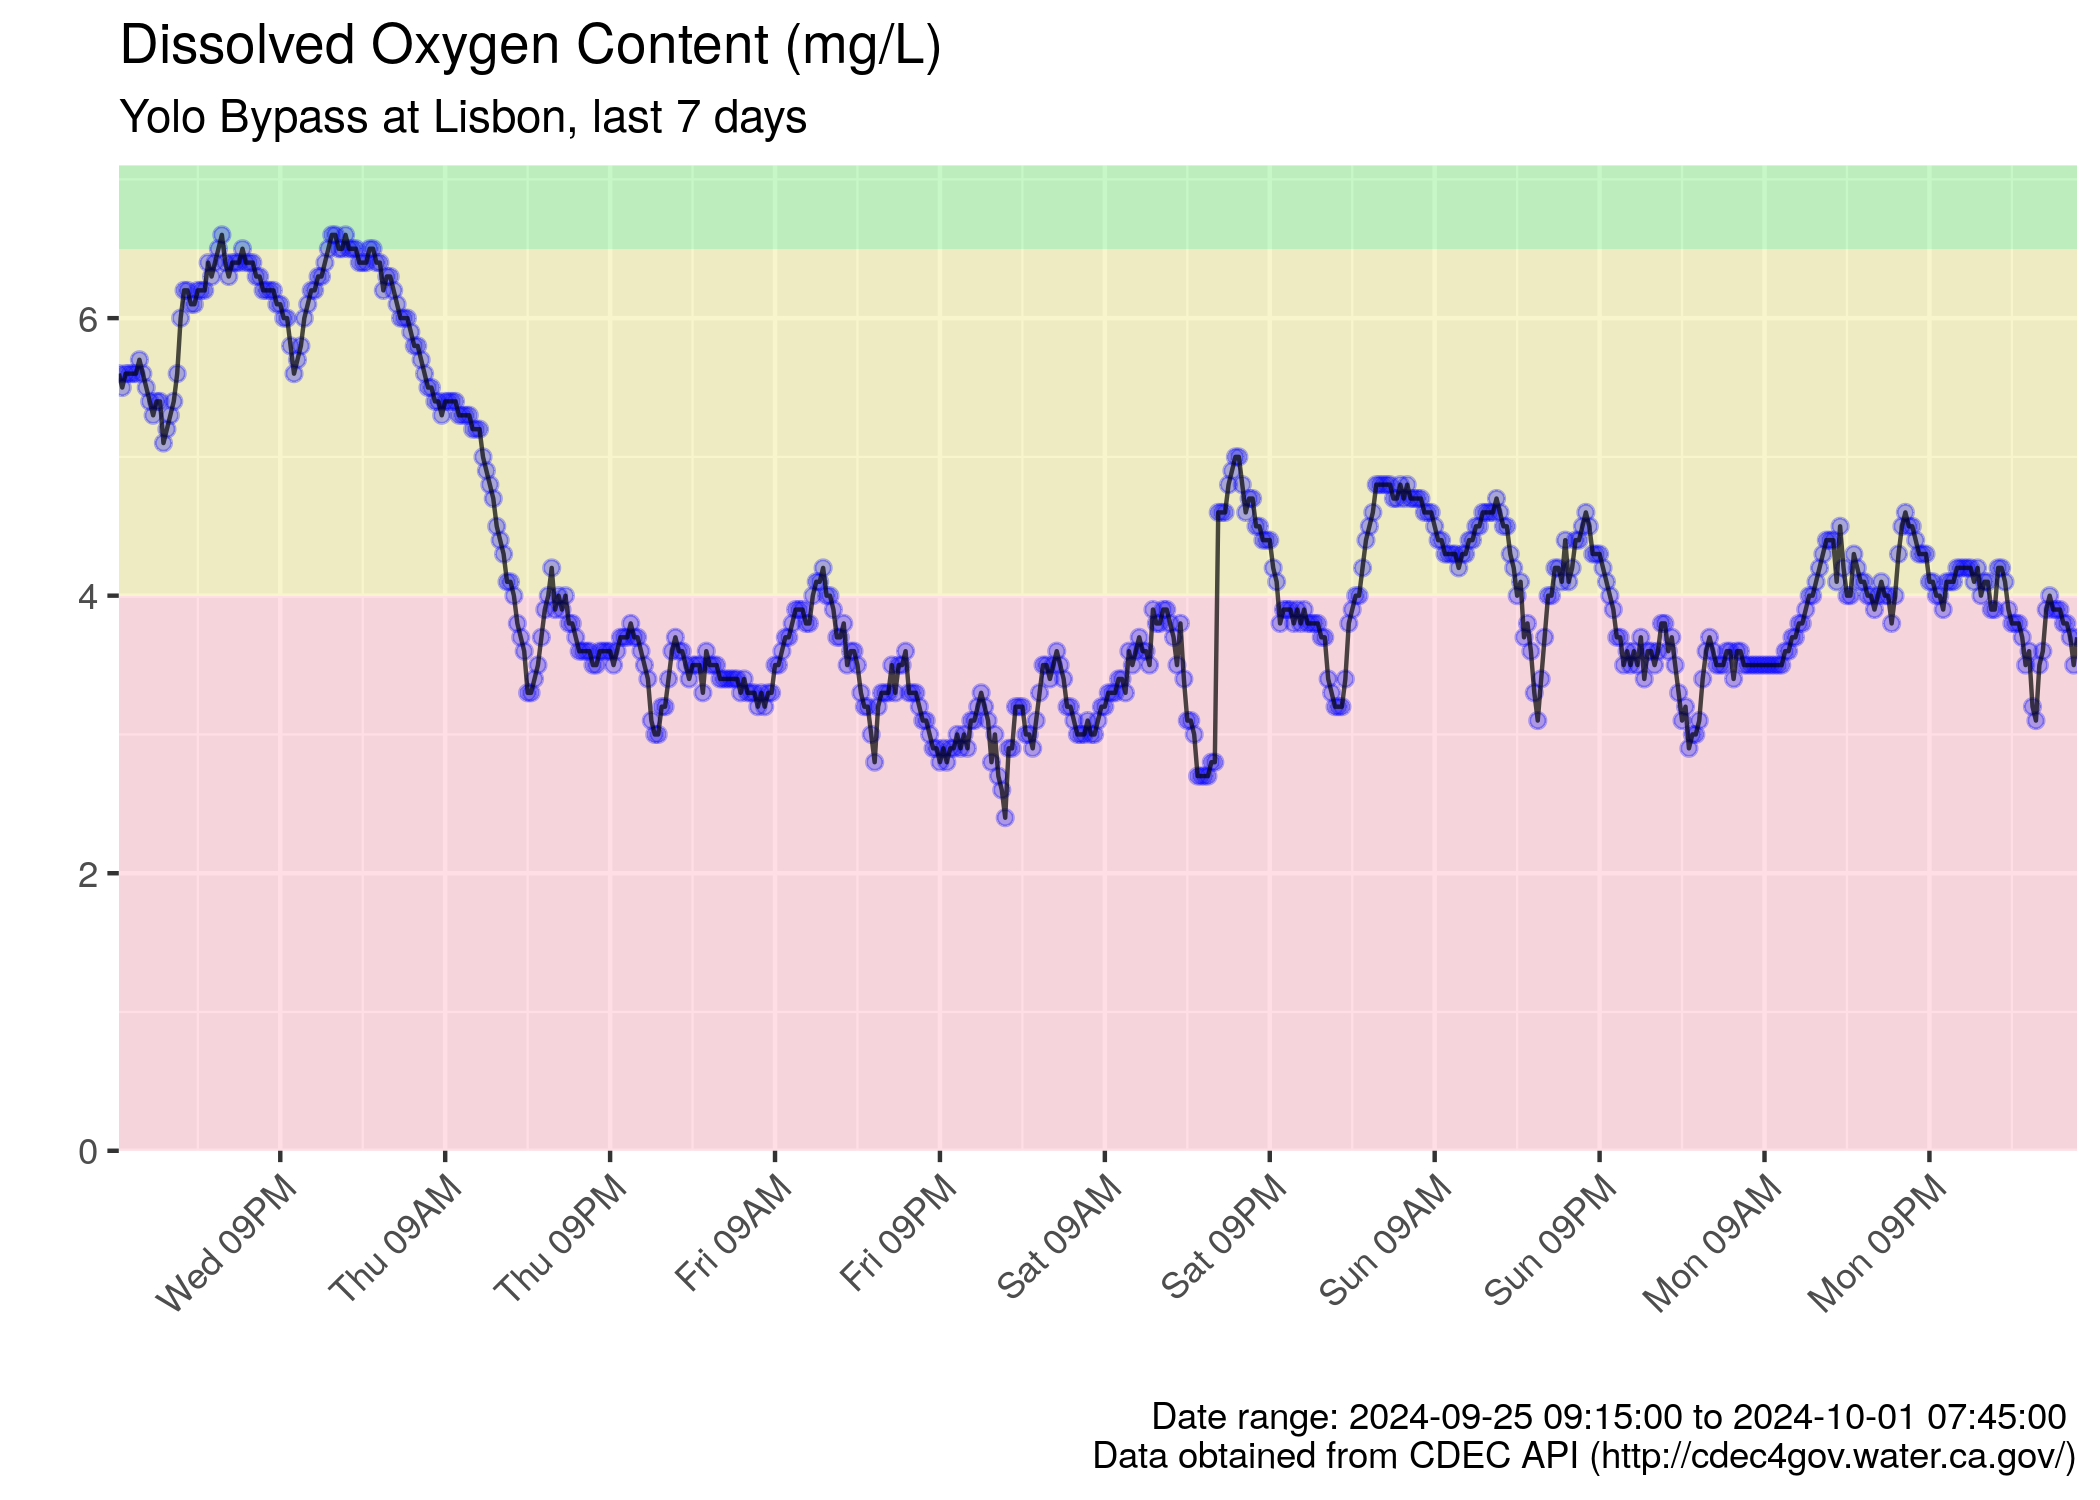 Dissolved Oxygen Content (mg/L)
Yolo Bypass at Lisbon, last 7 days
6
4
2
0
Wed 09PM
Thu 09AM
Thu 09PM
Fri 09AM
Fri 09PM
Sat 09AM
Sat 09PM
Sun 09AM
Sun 09PM
Mon 09AM
Mon 09PM
Date range: 2024-09-25 09:15:00 to 2024-10-01 07:45:00
Data obtained from CDEC API (http://cdec4gov.water.ca.gov/)